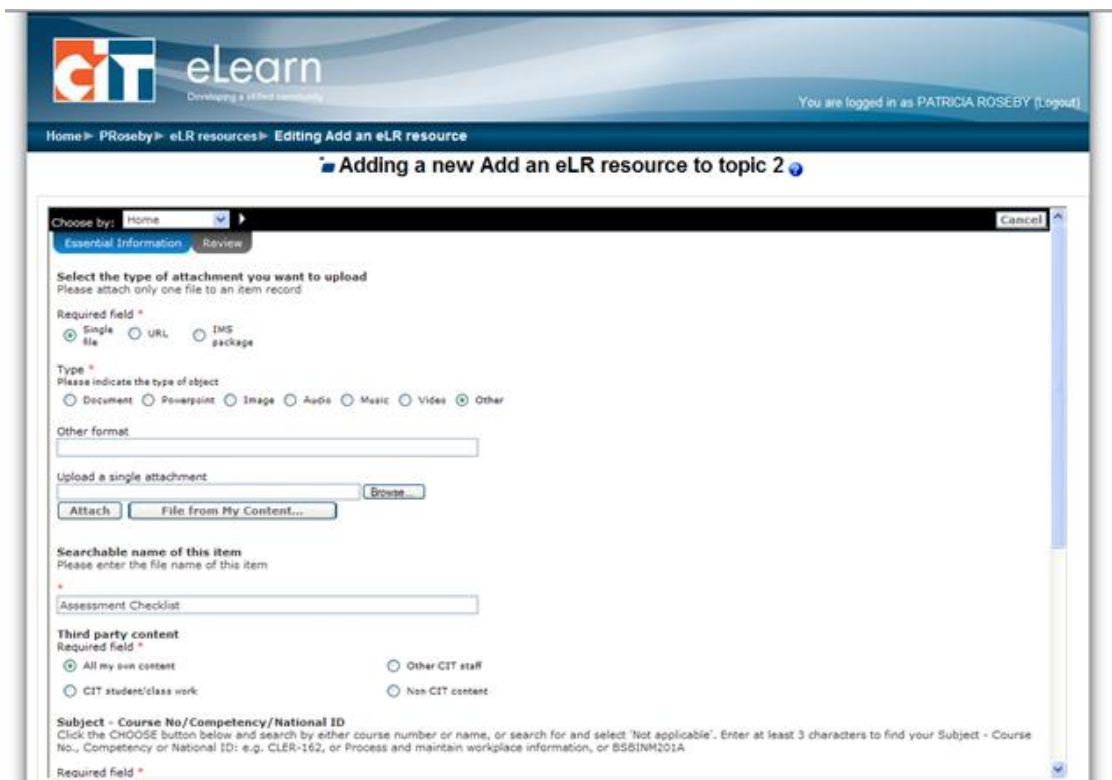 CIT eLearn
Developing a skilled community
You are logged in as PATRICIA ROSEBY (Logout)
Home► PRoseby► eLR resources► Editing Add an eLR resource
Adding a new Add an eLR resource to topic 2
Choose by: Home Cancel
Essential Information Review
Select the type of attachment you want to upload
Please attach only one file to an item record
Required field *
Single file URL IMS package
Type *
Please indicate the type of object
Document Powerpoint Image Audio Music Video Other
Other format
Upload a single attachment
Browse...
Attach File from My Content...
Searchable name of this item
Please enter the file name of this item
*
Assessment Checklist
Third party content
Required field *
All my own content Other CIT staff
CIT student/class work Non CIT content
Subject - Course No/Competency/National ID
Click the CHOOSE button below and search by either course number or name, or search for and select 'Not applicable'. Enter at least 3 characters to find your Subject - Course
No., Competency or National ID: e.g. CLER-162, or Process and maintain workplace information, or BSBINM201A
Required field *